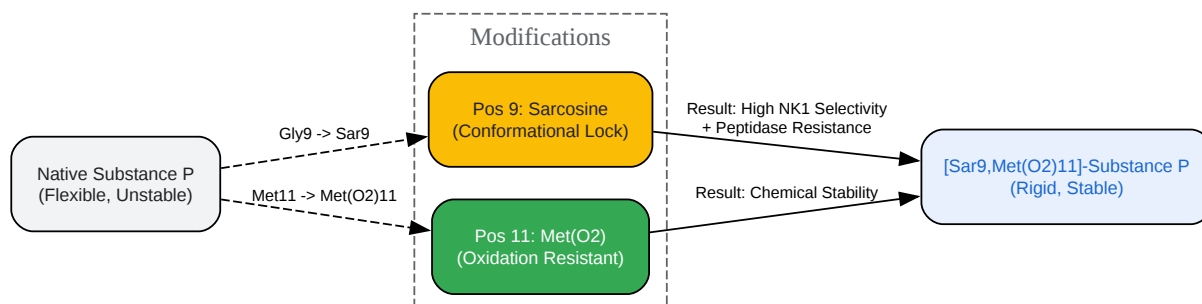 Modifications
Native Substance P
(Flexible, Unstable)
Gly9 -> Sar9
Met11 -> Met(O2)11
Pos 9: Sarcosine
(Conformational Lock)
Pos 11: Met(O2)
(Oxidation Resistant)
Result: High NK1 Selectivity
+ Peptidase Resistance
Result: Chemical Stability
[Sar9,Met(O2)11]-Substance P
(Rigid, Stable)